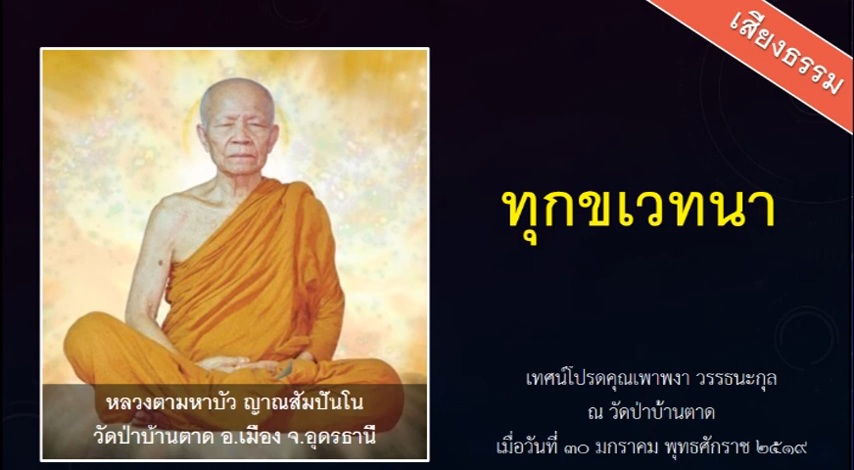 เสียงธรรม
ทุกขเวทนา
หลวงตามหาบัว ญาณสัมปันโน
วัดป่าบ้านตาด อ.เมือง จ.อุดรธานี
เทศน์โปรดคุณเพาพงา วรรธนะกุล
ณ วัดป่าบ้านตาด
เมื่อวันที่ ๓๐ มกราคม พุทธศักราช ๒๕๑๙